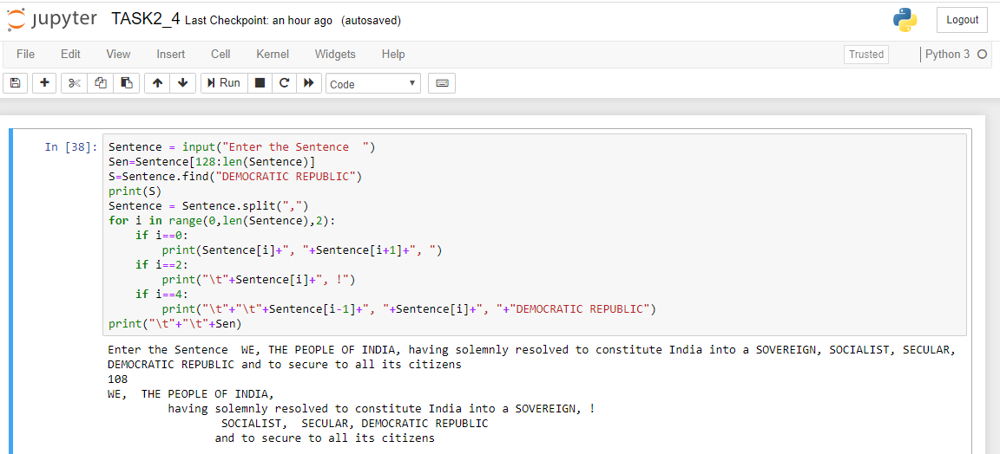 jupyter TASK2_4 Last Checkpoint: an hour ago (autosaved) Logout
File Edit View Insert Cell Kernel Widgets Help Trusted Python 3
Run Code
In [38]: Sentence = input("Enter the Sentence  ")
Sen=Sentence[128:len(Sentence)]
S=Sentence.find("DEMOCRATIC REPUBLIC")
print(S)
Sentence = Sentence.split(",")
for i in range(0,len(Sentence),2):
    if i==0:
        print(Sentence[i]+", "+Sentence[i+1]+", ")
    if i==2:
        print("\t"+Sentence[i]+", !")
    if i==4:
        print("\t"+"\t"+Sentence[i-1]+", "+Sentence[i]+", "+"DEMOCRATIC REPUBLIC")
print("\t"+"\t"+Sen)
Enter the Sentence  WE, THE PEOPLE OF INDIA, having solemnly resolved to constitute India into a SOVEREIGN, SOCIALIST, SECULAR,
DEMOCRATIC REPUBLIC and to secure to all its citizens
108
WE,  THE PEOPLE OF INDIA,
         having solemnly resolved to constitute India into a SOVEREIGN, !
                 SOCIALIST,  SECULAR, DEMOCRATIC REPUBLIC
                and to secure to all its citizens